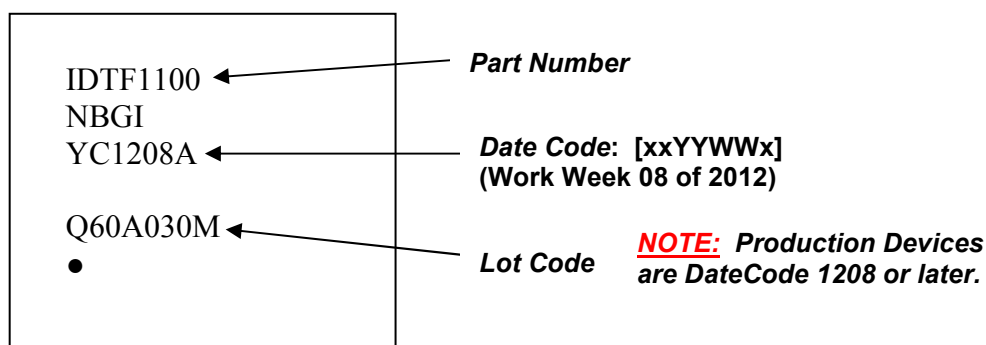 IDTF1100
NBGI
YC1208A
Q60A030M
●
Part Number
Date Code: [xxYYWWx]
(Work Week 08 of 2012)
Lot Code
NOTE: Production Devices
are DateCode 1208 or later.